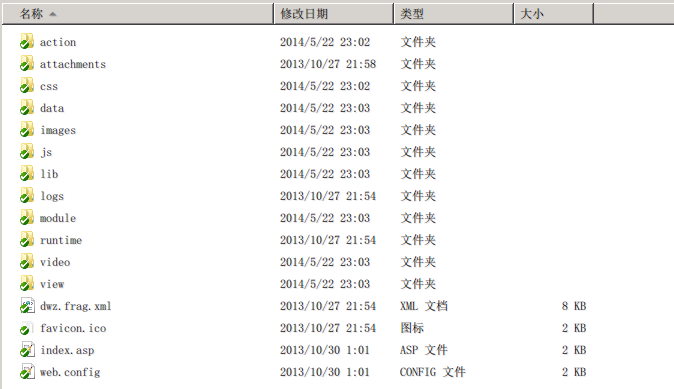 名称 修改日期 类型 大小
action 2014/5/22 23:02 文件夹
attachments 2013/10/27 21:58 文件夹
css 2014/5/22 23:02 文件夹
data 2014/5/22 23:03 文件夹
images 2014/5/22 23:03 文件夹
js 2014/5/22 23:03 文件夹
lib 2014/5/22 23:03 文件夹
logs 2013/10/27 21:54 文件夹
module 2014/5/22 23:03 文件夹
runtime 2013/10/27 21:54 文件夹
video 2014/5/22 23:03 文件夹
view 2014/5/22 23:03 文件夹
dwz.frag.xml 2013/10/27 21:54 XML 文档 8 KB
favicon.ico 2013/10/27 21:54 图标 2 KB
index.asp 2013/10/30 1:01 ASP 文件 2 KB
web.config 2013/10/30 1:01 CONFIG 文件 2 KB